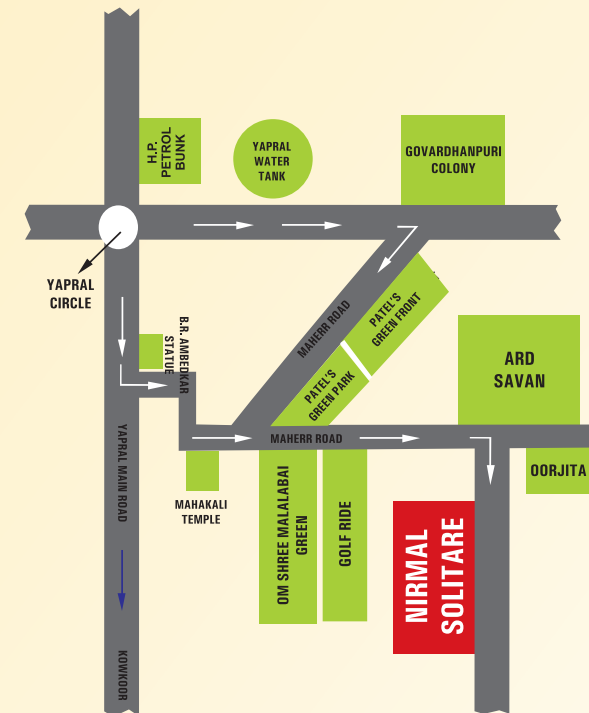 H.P.
PETROL
BUNK
YAPRAL
WATER
TANK
GOVARDHANPURI
COLONY
YAPRAL
CIRCLE
B.R. AMBEDKAR
STATUE
MAHERR ROAD
PATEL'S
GREEN FRONT
PATEL'S
GREEN PARK
ARD
SAVAN
YAPRAL MAIN ROAD
MAHERR ROAD
MAHAKALI
TEMPLE
OM SHREE MALALABAI
GREEN
GOLF RIDE
NIRMAL
SOLITARE
OORJITA
KOWKOOR